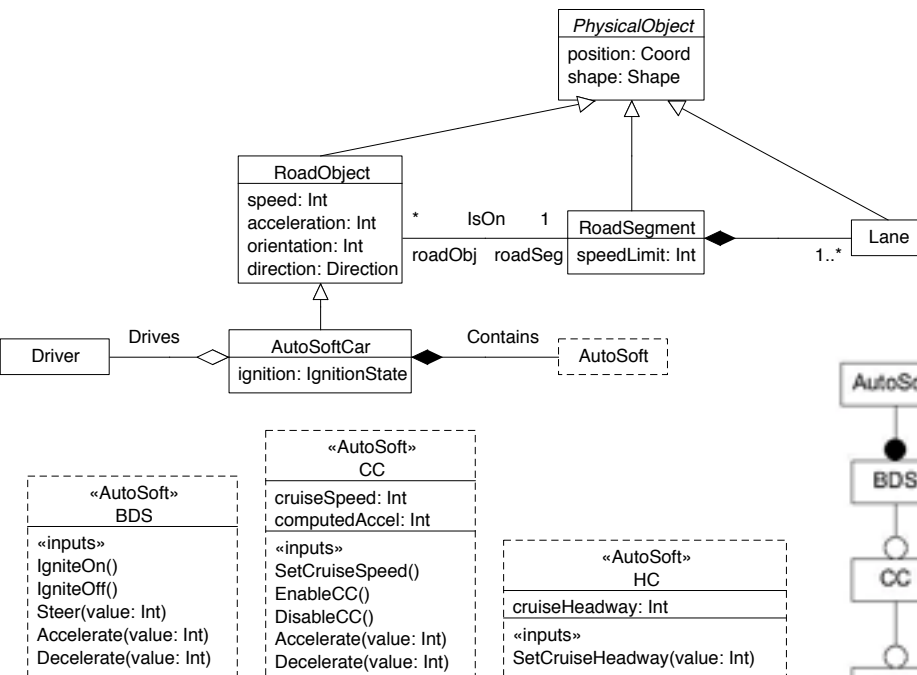 PhysicalObject
position: Coord
shape: Shape
RoadObject
speed: Int
acceleration: Int
orientation: Int
direction: Direction
* IsOn 1
roadObj roadSeg
RoadSegment
speedLimit: Int
1..*
Lane
Driver
Drives
AutoSoftCar
ignition: IgnitionState
Contains
AutoSoft
«AutoSoft»
BDS
«inputs»
IgniteOn()
IgniteOff()
Steer(value: Int)
Accelerate(value: Int)
Decelerate(value: Int)
«AutoSoft»
CC
cruiseSpeed: Int
computedAccel: Int
«inputs»
SetCruiseSpeed()
EnableCC()
DisableCC()
Accelerate(value: Int)
Decelerate(value: Int)
«AutoSoft»
HC
cruiseHeadway: Int
«inputs»
SetCruiseHeadway(value: Int)
BDS
CC